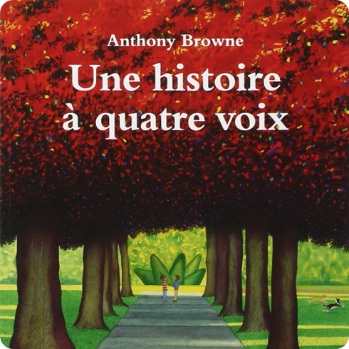 Anthony Browne
Une histoire
à quatre voix